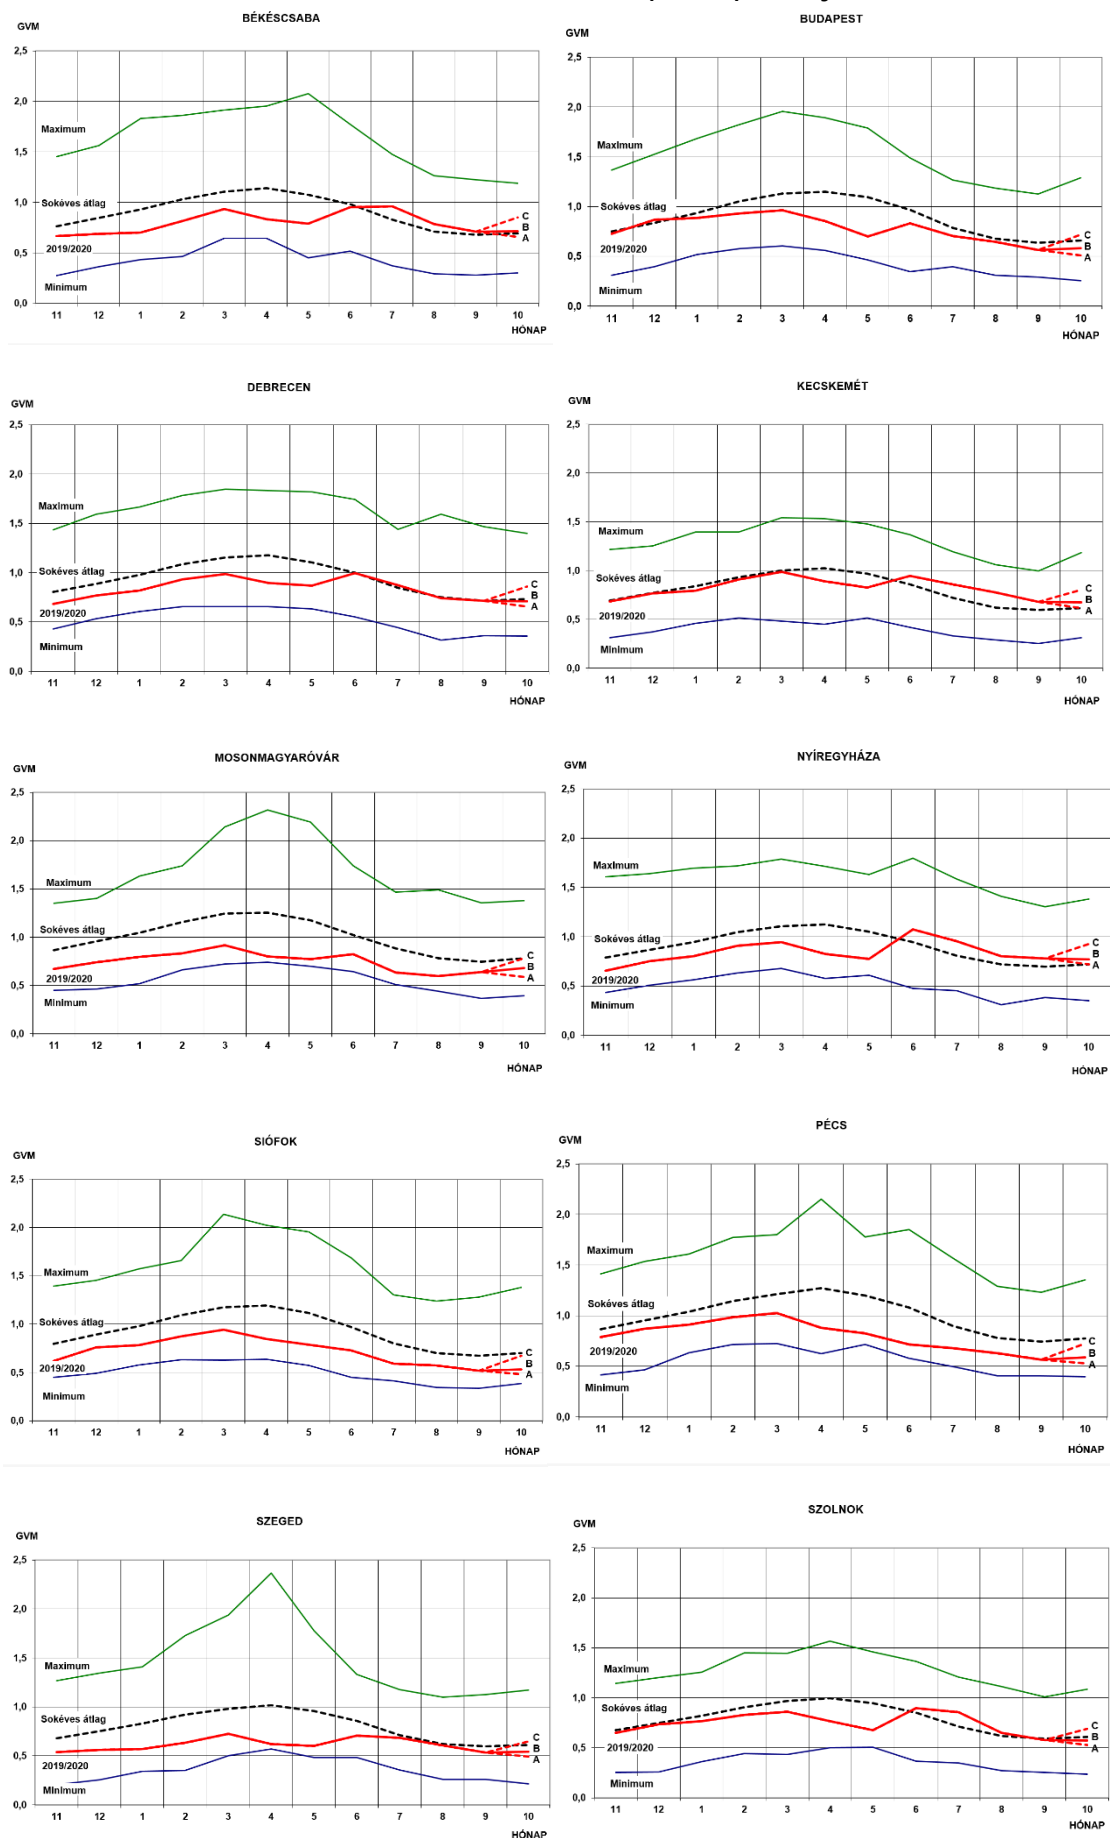 BÉKÉSCSABA
GVM
2,5
2,0
1,5
1,0
0,5
0,0
Maximum
Sokéves átlag
2019/2020
Minimum
C
B
A
11 12 1 2 3 4 5 6 7 8 9 10
HÓNAP
BUDAPEST
GVM
2,5
2,0
1,5
1,0
0,5
0,0
Maximum
Sokéves átlag
2019/2020
Minimum
C
B
A
11 12 1 2 3 4 5 6 7 8 9 10
HÓNAP
DEBRECEN
GVM
2,5
2,0
1,5
1,0
0,5
0,0
Maximum
Sokéves átlag
2019/2020
Minimum
C
B
A
11 12 1 2 3 4 5 6 7 8 9 10
HÓNAP
KECSKEMÉT
GVM
2,5
2,0
1,5
1,0
0,5
0,0
Maximum
Sokéves átlag
2019/2020
Minimum
C
B
A
11 12 1 2 3 4 5 6 7 8 9 10
HÓNAP
MOSONMAGYARÓVÁR
GVM
2,5
2,0
1,5
1,0
0,5
0,0
Maximum
Sokéves átlag
2019/2020
Minimum
C
B
A
11 12 1 2 3 4 5 6 7 8 9 10
HÓNAP
NYÍREGYHÁZA
GVM
2,5
2,0
1,5
1,0
0,5
0,0
Maximum
Sokéves átlag
2019/2020
Minimum
C
B
A
11 12 1 2 3 4 5 6 7 8 9 10
HÓNAP
SIÓFOK
GVM
2,5
2,0
1,5
1,0
0,5
0,0
Maximum
Sokéves átlag
2019/2020
Minimum
C
B
A
11 12 1 2 3 4 5 6 7 8 9 10
HÓNAP
PÉCS
GVM
2,5
2,0
1,5
1,0
0,5
0,0
Maximum
Sokéves átlag
2019/2020
Minimum
C
B
A
11 12 1 2 3 4 5 6 7 8 9 10
HÓNAP
SZEGED
GVM
2,5
2,0
1,5
1,0
0,5
0,0
Maximum
Sokéves átlag
2019/2020
Minimum
C
B
A
11 12 1 2 3 4 5 6 7 8 9 10
HÓNAP
SZOLNOK
GVM
2,5
2,0
1,5
1,0
0,5
0,0
Maximum
Sokéves átlag
2019/2020
Minimum
C
B
A
11 12 1 2 3 4 5 6 7 8 9 10
HÓNAP